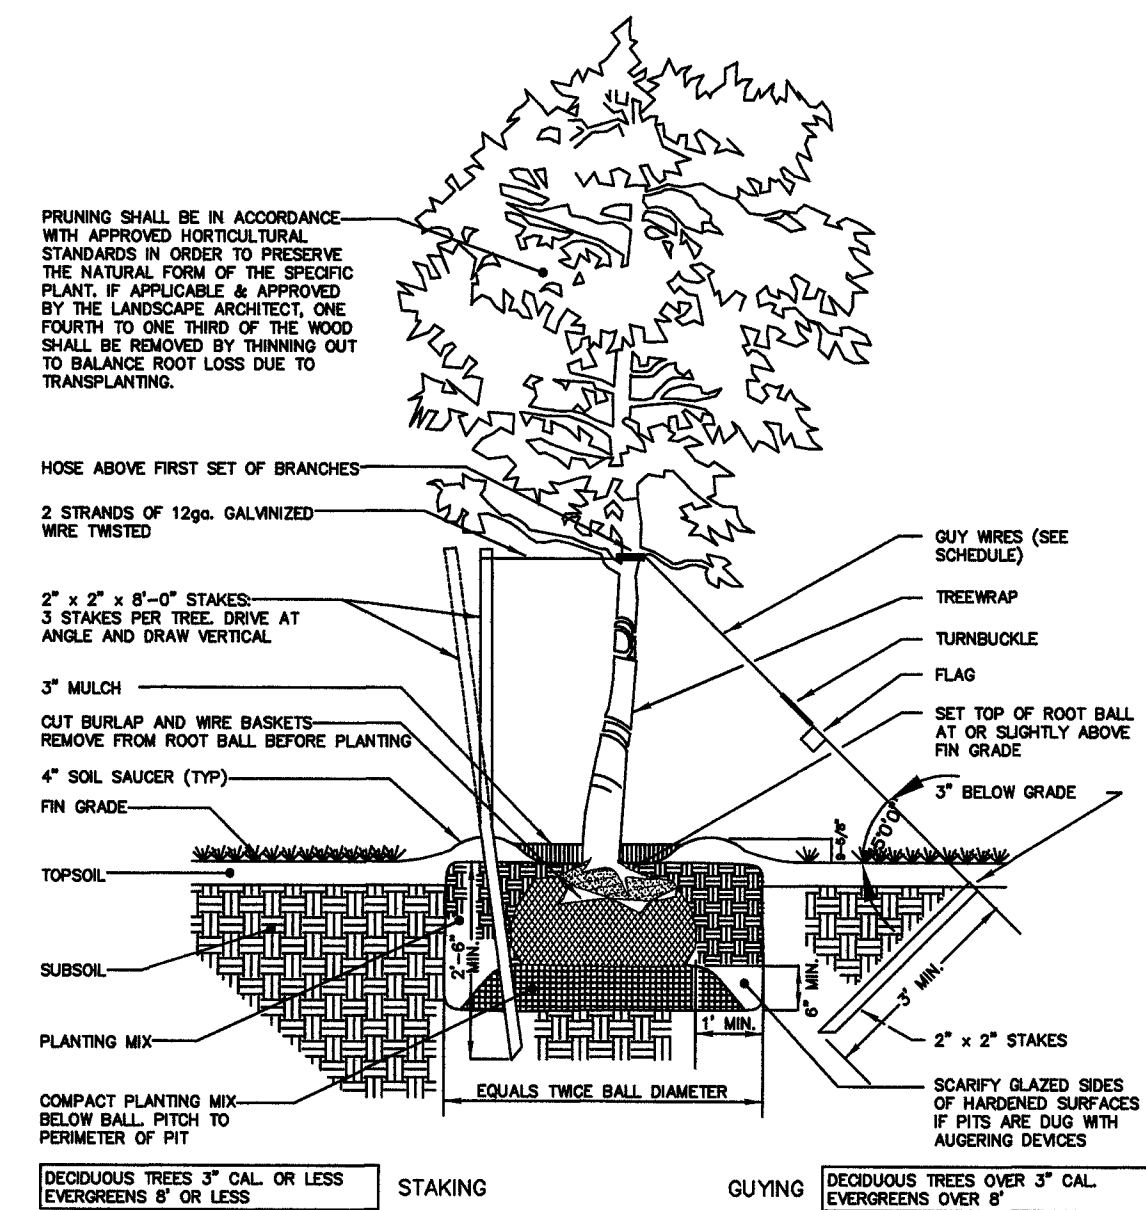 PRUNING SHALL BE IN ACCORDANCE
WITH APPROVED HORTICULTURAL
STANDARDS IN ORDER TO PRESERVE
THE NATURAL FORM OF THE SPECIFIC
PLANT. IF APPLICABLE & APPROVED
BY THE LANDSCAPE ARCHITECT, ONE
FOURTH TO ONE THIRD OF THE WOOD
SHALL BE REMOVED BY THINNING OUT
TO BALANCE ROOT LOSS DUE TO
TRANSPLANTING.
HOSE ABOVE FIRST SET OF BRANCHES
2 STRANDS OF 12ga. GALVINIZED
WIRE TWISTED
2" x 2" x 8'-0" STAKES:
3 STAKES PER TREE. DRIVE AT
ANGLE AND DRAW VERTICAL
3" MULCH
CUT BURLAP AND WIRE BASKETS
REMOVE FROM ROOT BALL BEFORE PLANTING
4" SOIL SAUCER (TYP)
FIN GRADE
TOPSOIL
SUBSOIL
PLANTING MIX
COMPACT PLANTING MIX
BELOW BALL. PITCH TO
PERIMETER OF PIT
GUY WIRES (SEE
SCHEDULE)
TREEWRAP
TURNBUCKLE
FLAG
SET TOP OF ROOT BALL
AT OR SLIGHTLY ABOVE
FIN GRADE
3" BELOW GRADE
0-5/8"
5'0'0"
2'-6"
MIN.
6" MIN.
1' MIN.
3' MIN.
2" x 2" STAKES
EQUALS TWICE BALL DIAMETER
SCARIFY GLAZED SIDES
OF HARDENED SURFACES
IF PITS ARE DUG WITH
AUGERING DEVICES
DECIDUOUS TREES 3" CAL. OR LESS
EVERGREENS 8' OR LESS
STAKING
GUYING
DECIDUOUS TREES OVER 3" CAL.
EVERGREENS OVER 8'